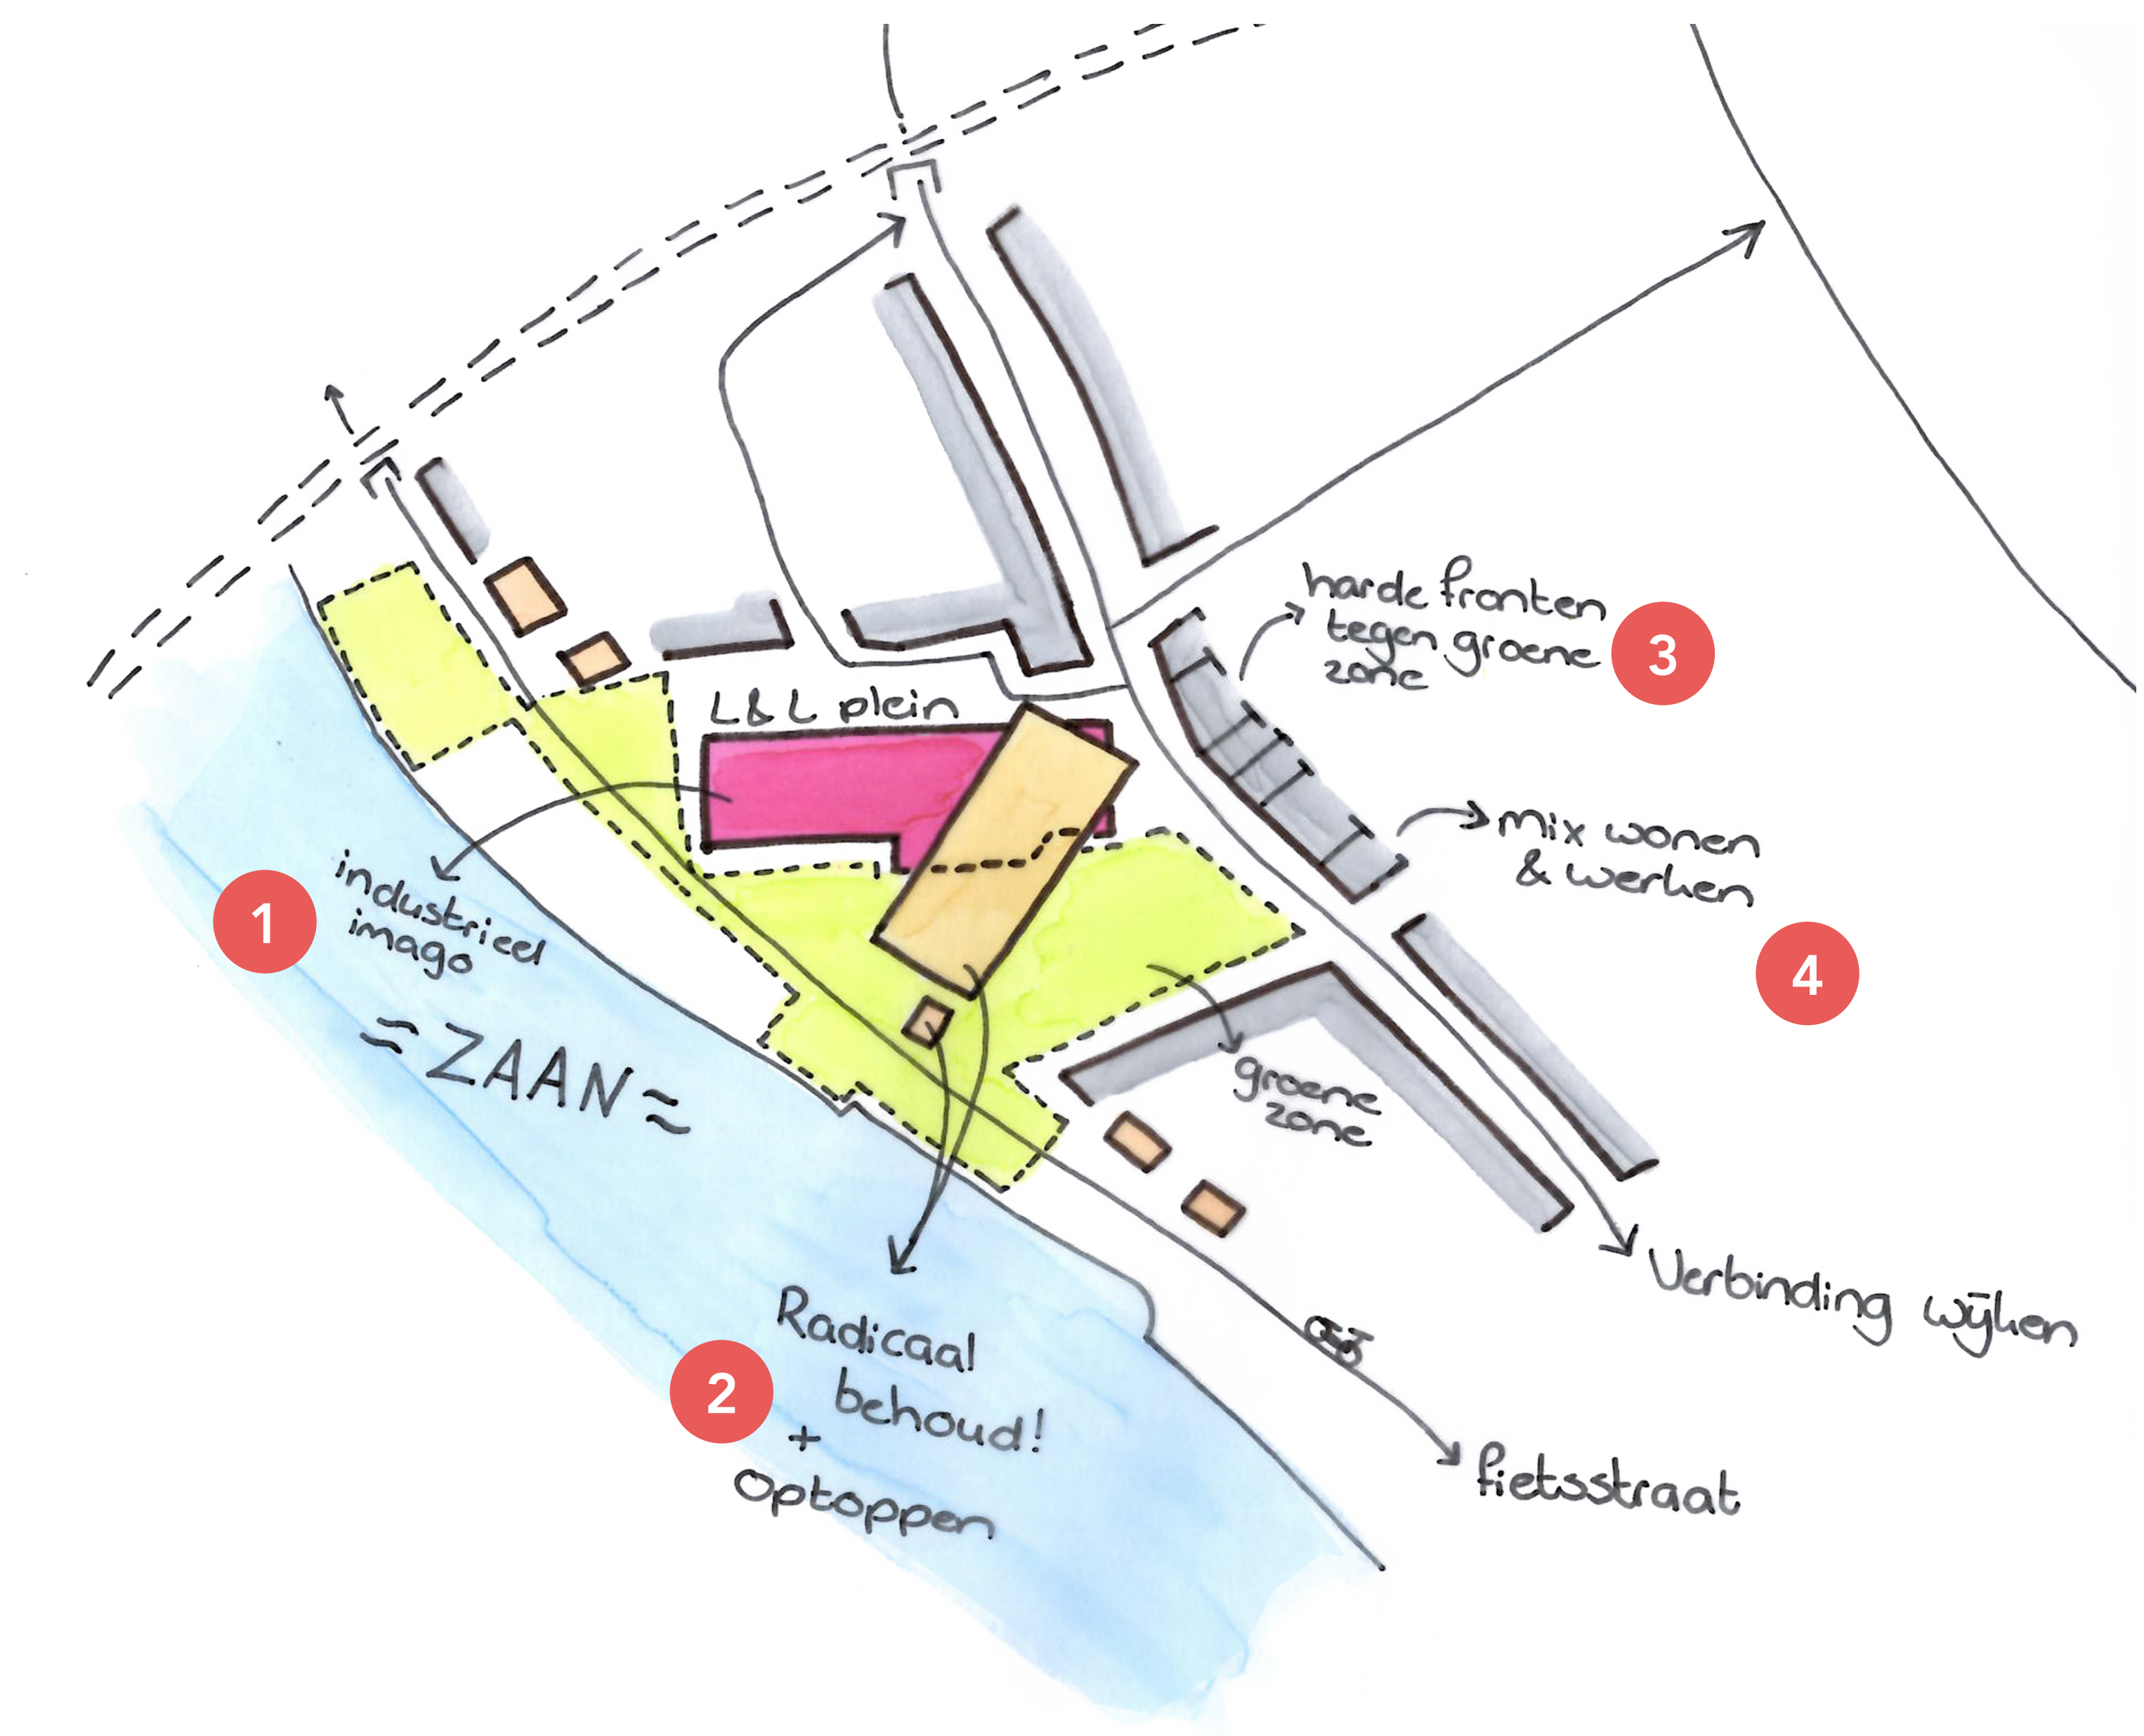 harde fronten
tegen groene
zone
3
L&L plein
mix wonen
& werken
4
1
industrieel
imago
≈ ZAAN ≈
groene
zone
Verbinding wijken
Radicaal
behoud!
2
+
optoppen
fietsstraat